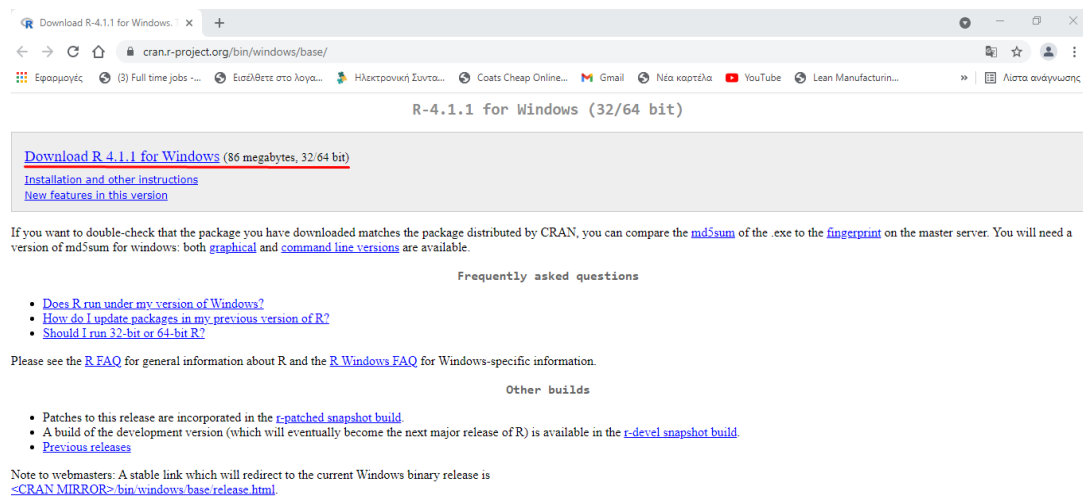 Download R-4.1.1 for Windows. T
cran.r-project.org/bin/windows/base/
Εφαρμογές (3) Full time jobs -... Εισέλθετε στο λογα... Ηλεκτρονική Συντα... Coats Cheap Online... Gmail Νέα καρτέλα YouTube Lean Manufacturin... » Λίστα ανάγνωσης
R-4.1.1 for Windows (32/64 bit)
Download R 4.1.1 for Windows (86 megabytes, 32/64 bit)
Installation and other instructions
New features in this version
If you want to double-check that the package you have downloaded matches the package distributed by CRAN, you can compare the md5sum of the .exe to the fingerprint on the master server. You will need a
version of md5sum for windows: both graphical and command line versions are available.
Frequently asked questions
• Does R run under my version of Windows?
• How do I update packages in my previous version of R?
• Should I run 32-bit or 64-bit R?
Please see the R FAQ for general information about R and the R Windows FAQ for Windows-specific information.
Other builds
• Patches to this release are incorporated in the r-patched snapshot build.
• A build of the development version (which will eventually become the next major release of R) is available in the r-devel snapshot build.
• Previous releases
Note to webmasters: A stable link which will redirect to the current Windows binary release is
<CRAN MIRROR>/bin/windows/base/release.html.